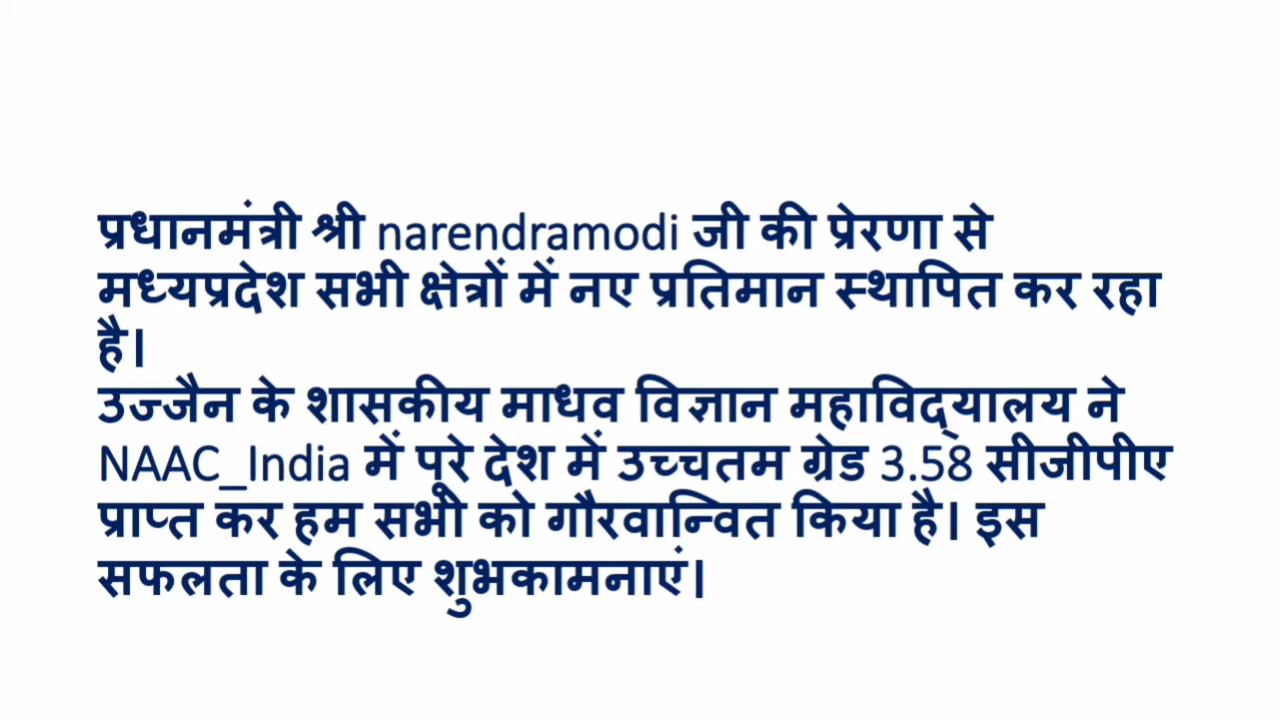 प्रधानमंत्री श्री narendramodi जी की प्रेरणा से
मध्यप्रदेश सभी क्षेत्रों में नए प्रतिमान स्थापित कर रहा
है।
उज्जैन के शासकीय माधव विज्ञान महाविद्यालय ने
NAAC_India में पूरे देश में उच्चतम ग्रेड 3.58 सीजीपीए
प्राप्त कर हम सभी को गौरवान्वित किया है। इस
सफलता के लिए शुभकामनाएं।